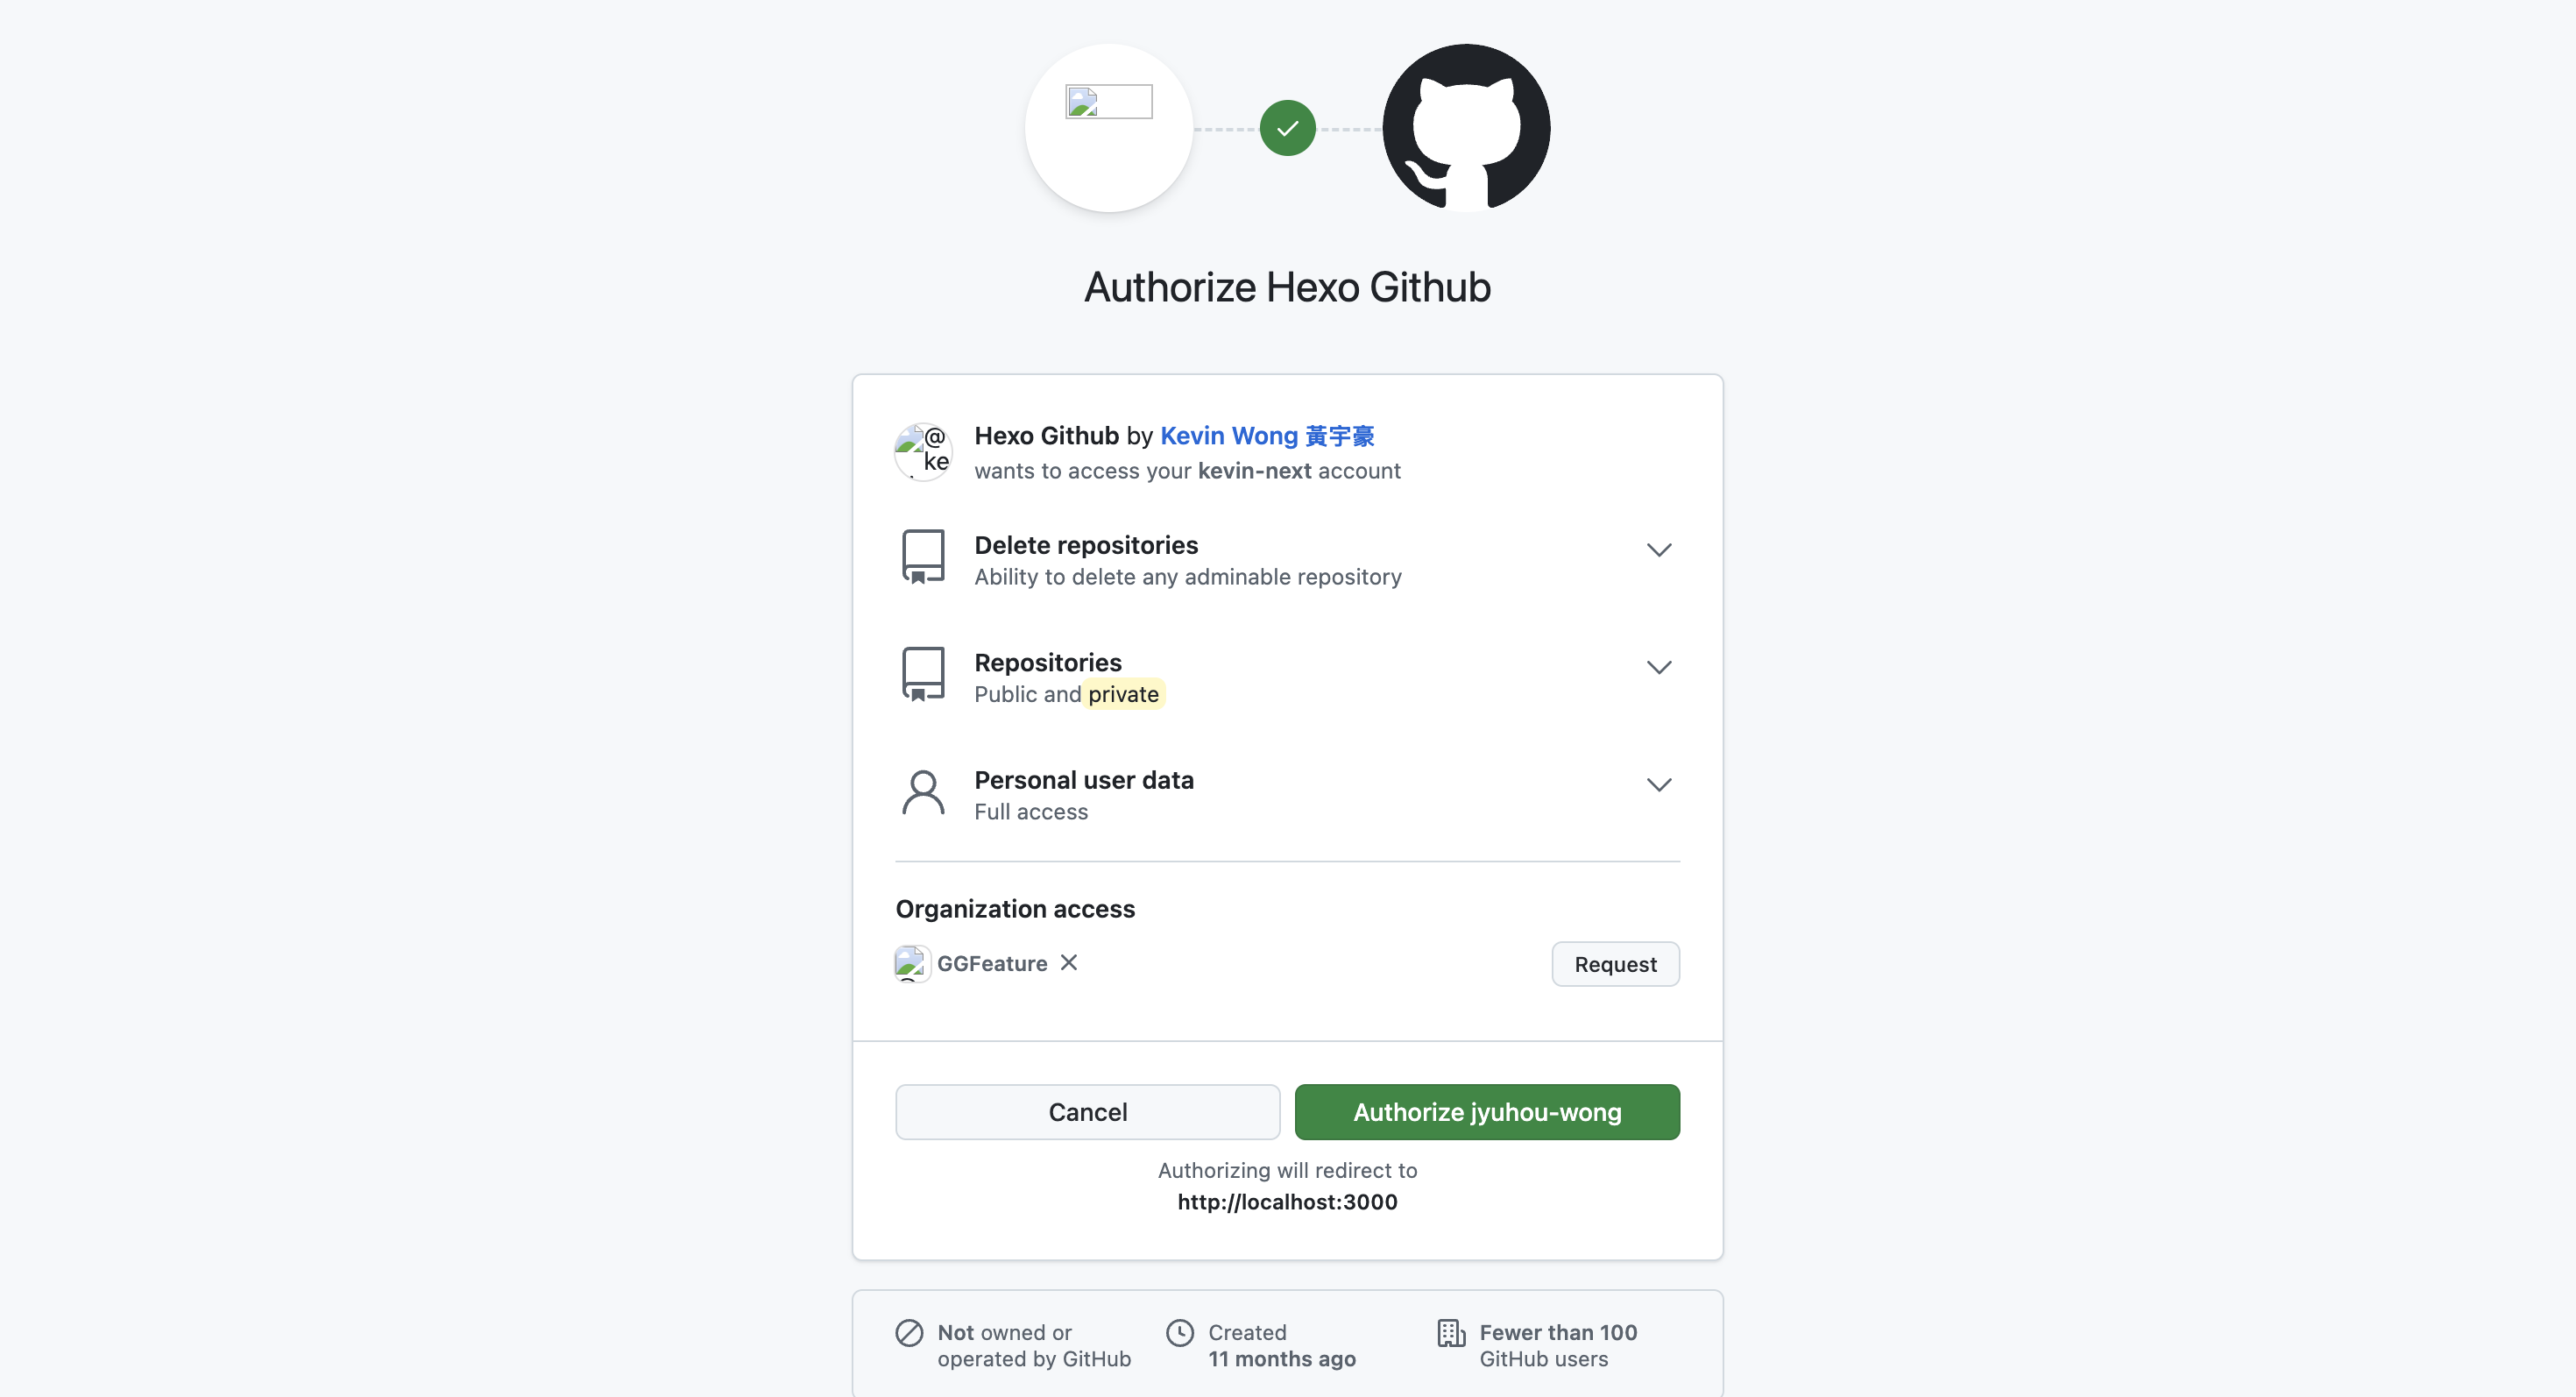 Authorize Hexo Github
@
ke
Hexo Github by Kevin Wong 黃宇豪
wants to access your kevin-next account
Delete repositories
Ability to delete any adminable repository
Repositories
Public and private
Personal user data
Full access
Organization access
GGFeature
Request
Cancel
Authorize jyuhou-wong
Authorizing will redirect to
http://localhost:3000
Not owned or
operated by GitHub
Created
11 months ago
Fewer than 100
GitHub users